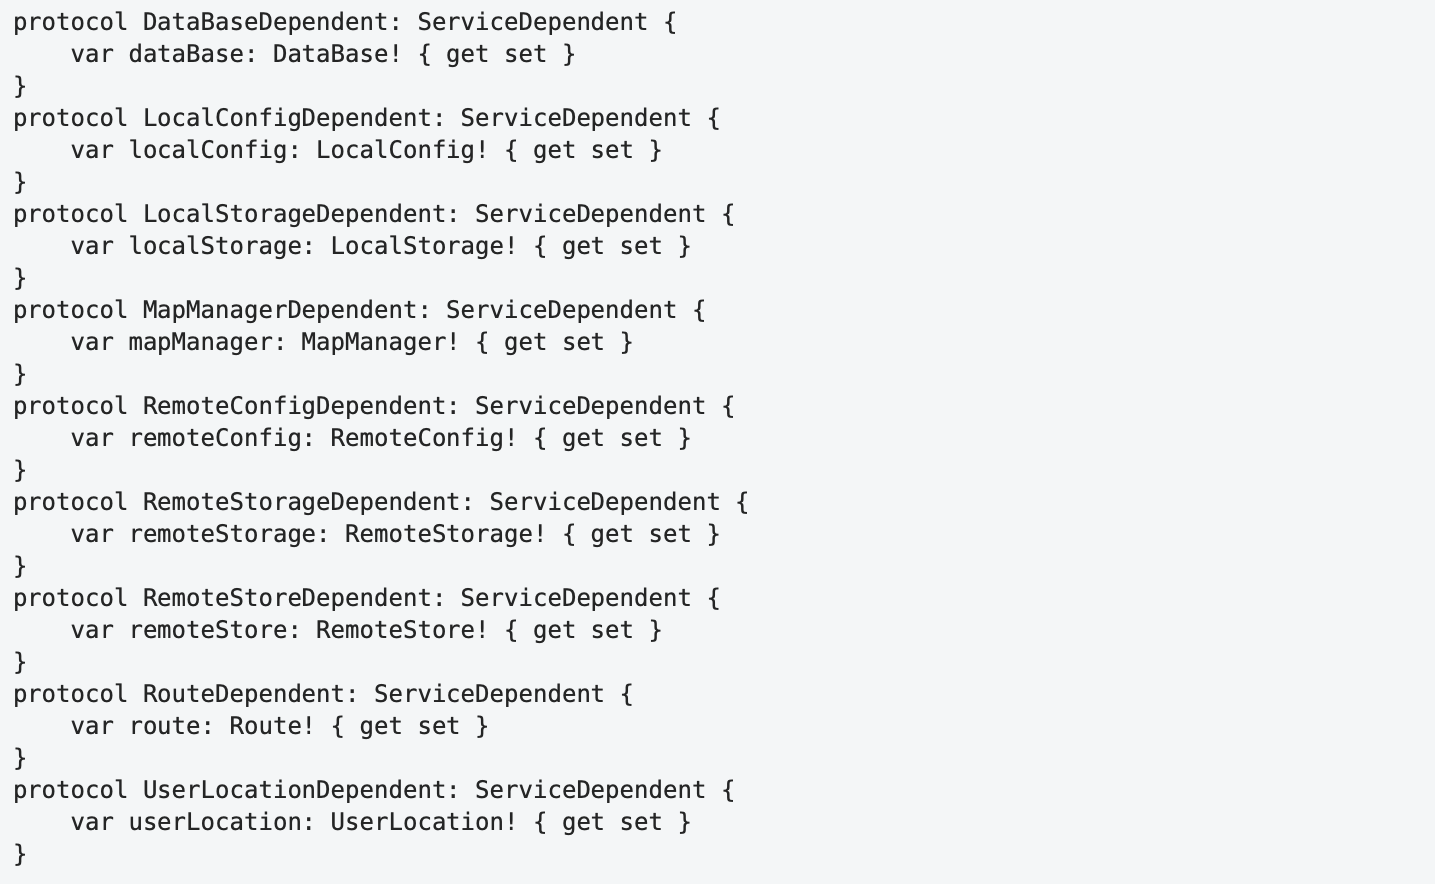 protocol DataBaseDependent: ServiceDependent {
    var dataBase: DataBase! { get set }
}
protocol LocalConfigDependent: ServiceDependent {
    var localConfig: LocalConfig! { get set }
}
protocol LocalStorageDependent: ServiceDependent {
    var localStorage: LocalStorage! { get set }
}
protocol MapManagerDependent: ServiceDependent {
    var mapManager: MapManager! { get set }
}
protocol RemoteConfigDependent: ServiceDependent {
    var remoteConfig: RemoteConfig! { get set }
}
protocol RemoteStorageDependent: ServiceDependent {
    var remoteStorage: RemoteStorage! { get set }
}
protocol RemoteStoreDependent: ServiceDependent {
    var remoteStore: RemoteStore! { get set }
}
protocol RouteDependent: ServiceDependent {
    var route: Route! { get set }
}
protocol UserLocationDependent: ServiceDependent {
    var userLocation: UserLocation! { get set }
}